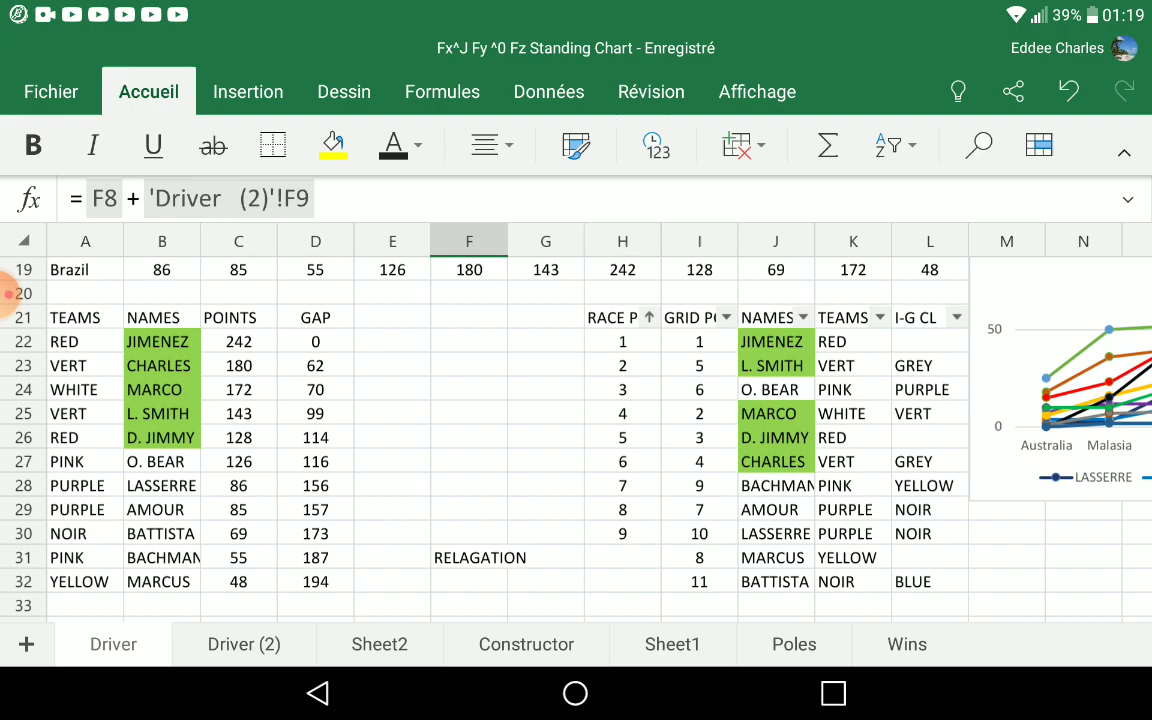 39% 01:19
Fx^J Fy ^0 Fz Standing Chart - Enregistré Eddee Charles
Fichier Accueil Insertion Dessin Formules Données Révision Affichage
B I U ab A 123 Σ A Z
fx = F8 + 'Driver (2)'!F9
A B C D E F G H I J K L M N
19 Brazil 86 85 55 126 180 143 242 128 69 172 48
20
21 TEAMS NAMES POINTS GAP RACE P GRID P( NAMES TEAMS I-G CL
22 RED JIMENEZ 242 0 1 1 JIMENEZ RED
23 VERT CHARLES 180 62 2 5 L. SMITH VERT GREY
24 WHITE MARCO 172 70 3 6 O. BEAR PINK PURPLE
25 VERT L. SMITH 143 99 4 2 MARCO WHITE VERT
26 RED D. JIMMY 128 114 5 3 D. JIMMY RED
27 PINK O. BEAR 126 116 6 4 CHARLES VERT GREY
28 PURPLE LASSERRE 86 156 7 9 BACHMAN PINK YELLOW
29 PURPLE AMOUR 85 157 8 7 AMOUR PURPLE NOIR
30 NOIR BATTISTA 69 173 9 10 LASSERRE PURPLE NOIR
31 PINK BACHMAN 55 187 RELAGATION 8 MARCUS YELLOW
32 YELLOW MARCUS 48 194 11 BATTISTA NOIR BLUE
33
50
0
Australia Malasia
LASSERRE
+ Driver Driver (2) Sheet2 Constructor Sheet1 Poles Wins